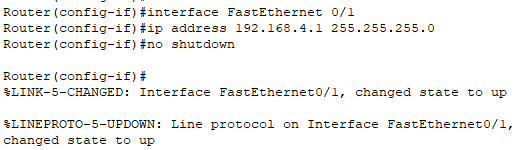 Router(config-if)#interface FastEthernet 0/1
Router(config-if)#ip address 192.168.4.1 255.255.255.0
Router(config-if)#no shutdown
Router(config-if)#
%LINK-5-CHANGED: Interface FastEthernet0/1, changed state to up
%LINEPROTO-5-UPDOWN: Line protocol on Interface FastEthernet0/1,
changed state to up